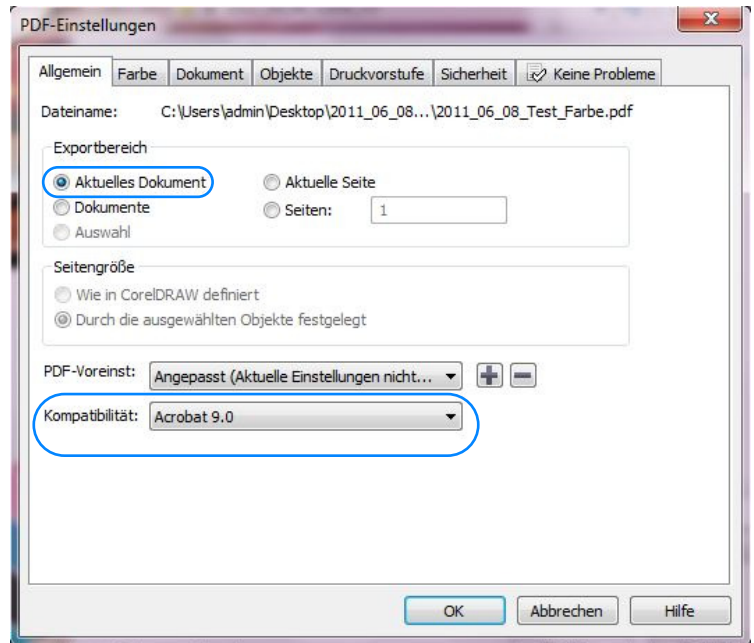 PDF-Einstellungen
Allgemein Farbe Dokument Objekte Druckvorstufe Sicherheit Keine Probleme
Dateiname: C:\Users\admin\Desktop\2011_06_08...\2011_06_08_Test_Farbe.pdf
Exportbereich
Aktuelles Dokument Aktuelle Seite
Dokumente Seiten: 1
Auswahl
Seitengröße
Wie in CorelDRAW definiert
Durch die ausgewählten Objekte festgelegt
PDF-Voreinst: Angepasst (Aktuelle Einstellungen nicht...
Kompatibilität: Acrobat 9.0
OK Abbrechen Hilfe